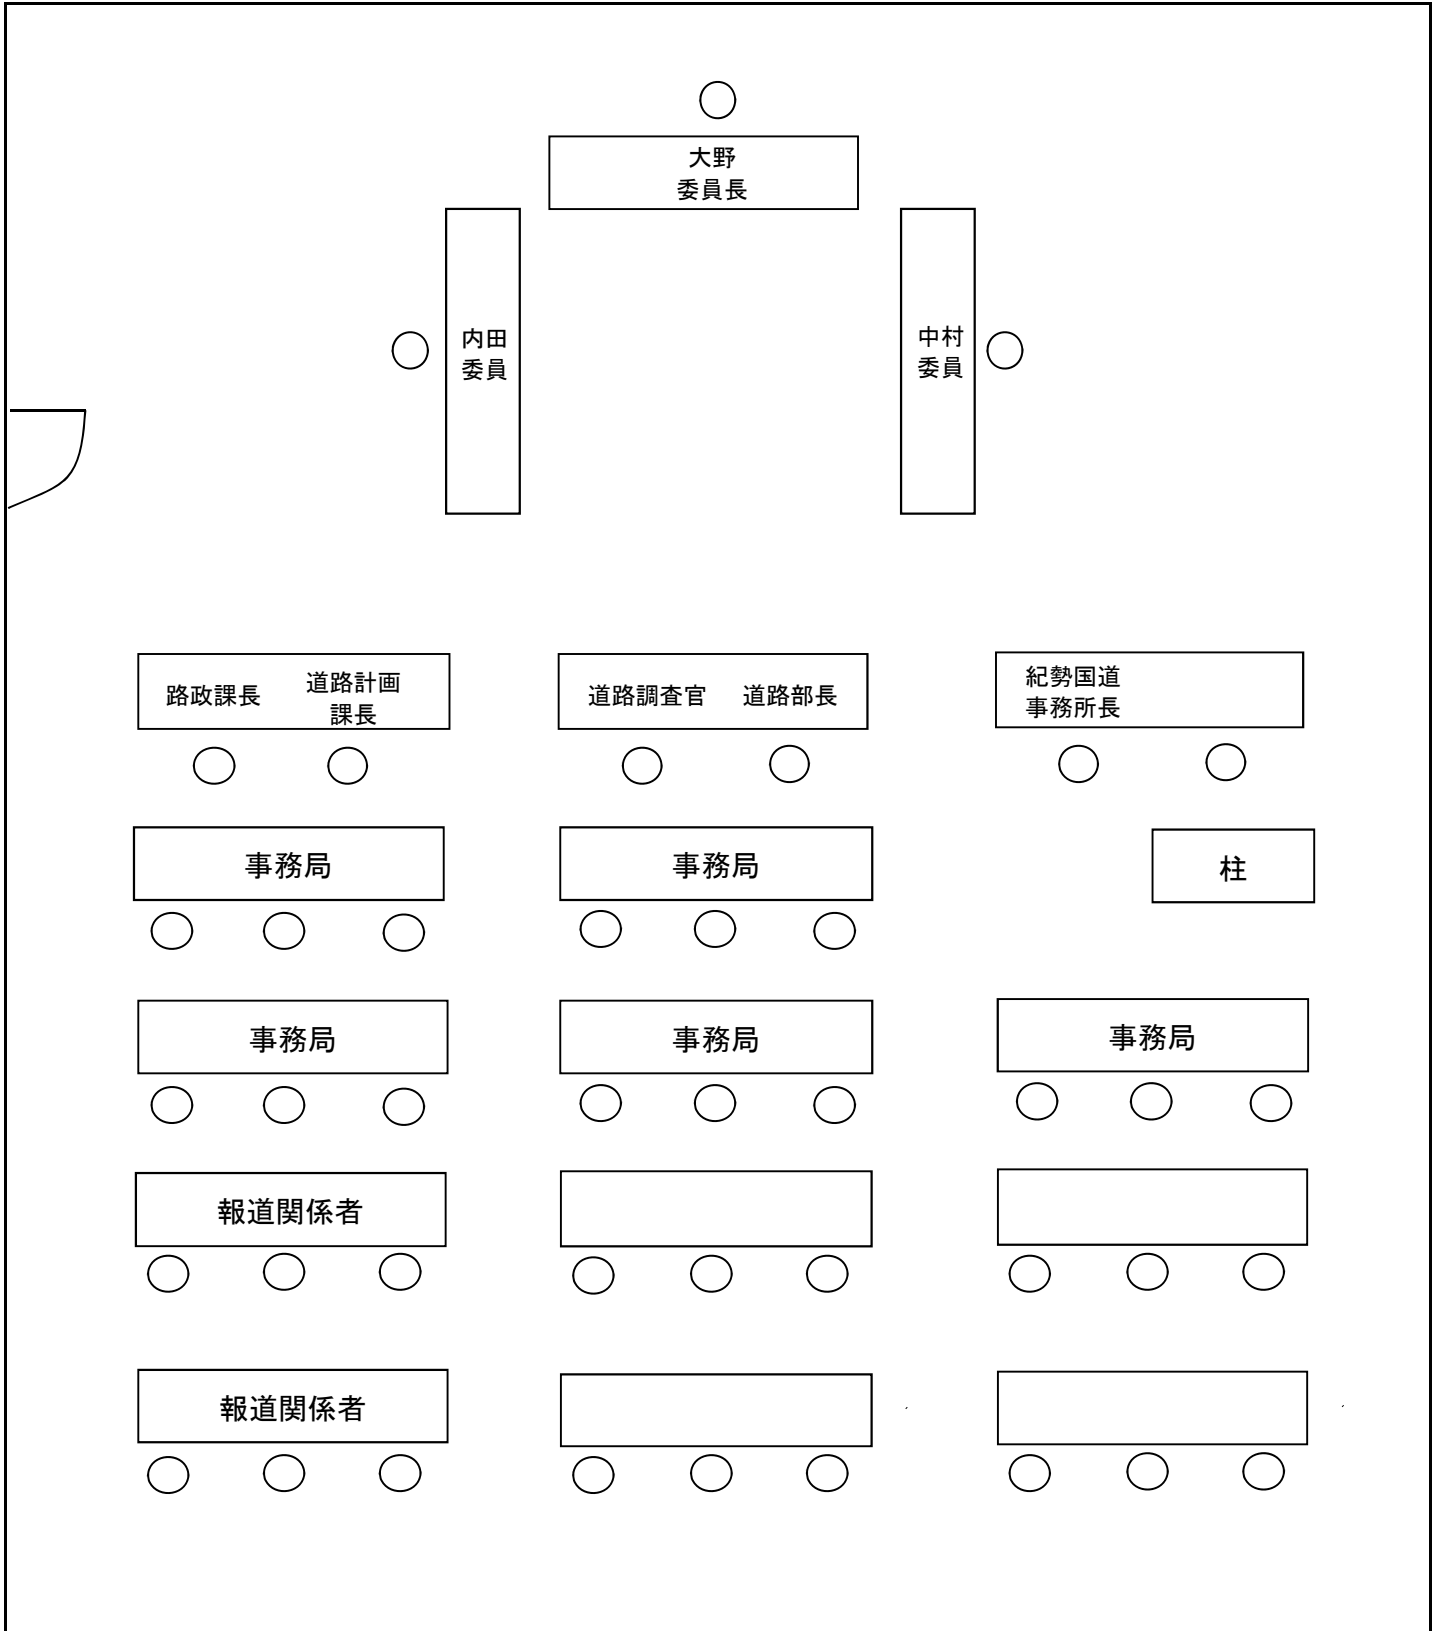 大野
委員長
内田
委員
中村
委員
路政課長
道路計画
課長
道路調査官
道路部長
紀勢国道
事務所長
事務局
事務局
柱
事務局
事務局
事務局
報道関係者
報道関係者